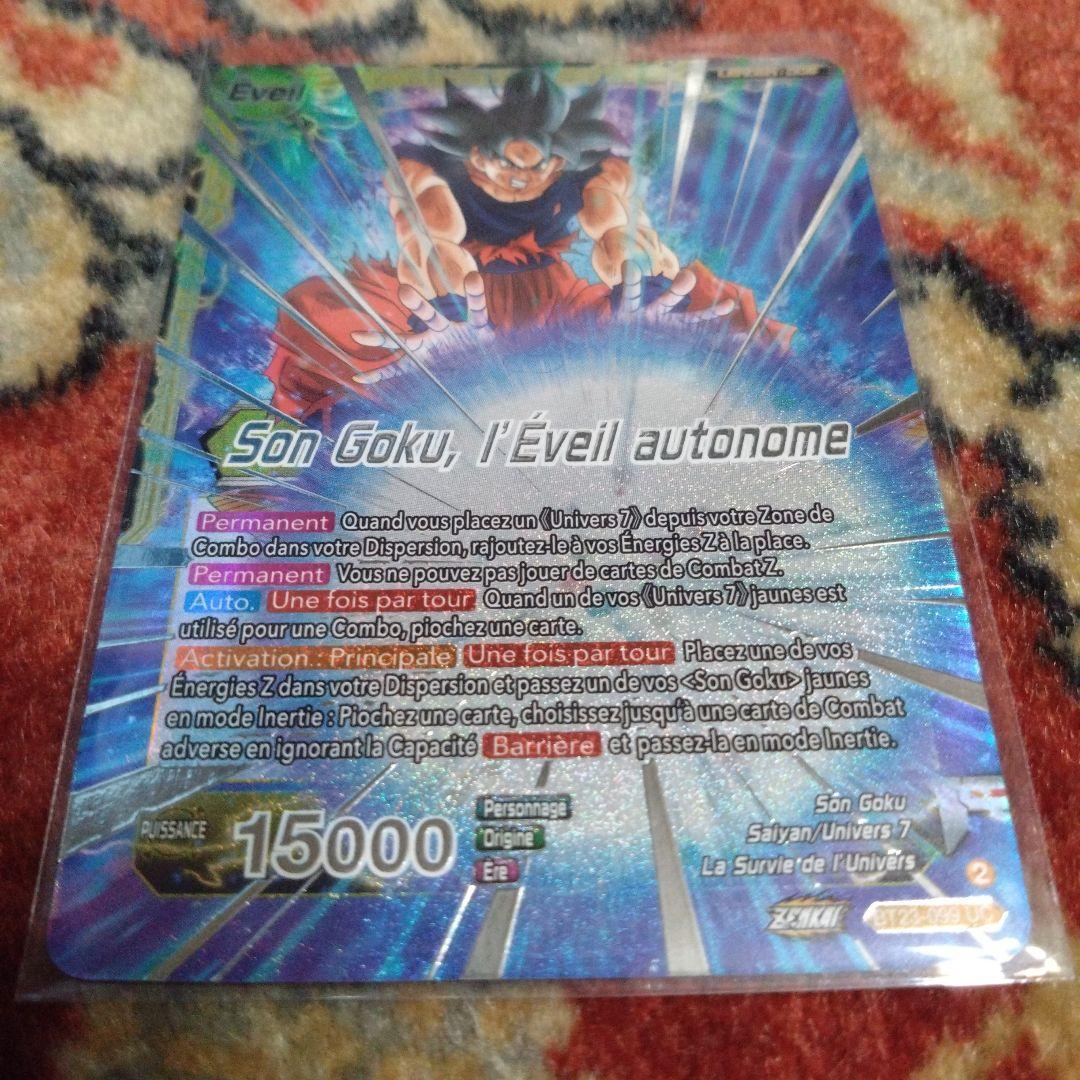 Éveil
Son Goku, l'Éveil autonome
Permanent Quand vous placez un 《Univers 7》 depuis votre Zone de
Combo dans votre Dispersion, rajoutez-le à vos Énergies Z à la place.
Permanent Vous ne pouvez pas jouer de cartes de Combat Z.
Auto. Une fois par tour Quand un de vos 《Univers 7》 jaunes est
utilisé pour une Combo, piochez une carte.
Activation : Principale Une fois par tour Placez une de vos
Énergies Z dans votre Dispersion et passez un de vos <Son Goku> jaunes
en mode Inertie : Piochez une carte, choisissez jusqu'à une carte de Combat
adverse en ignorant la Capacité Barrière et passez-la en mode Inertie.
PUISSANCE 15000
Personnage Son Goku
Origine Saiyan/Univers 7
Ère La Survie de l'Univers
2
ZENKAI BT23-099 UC